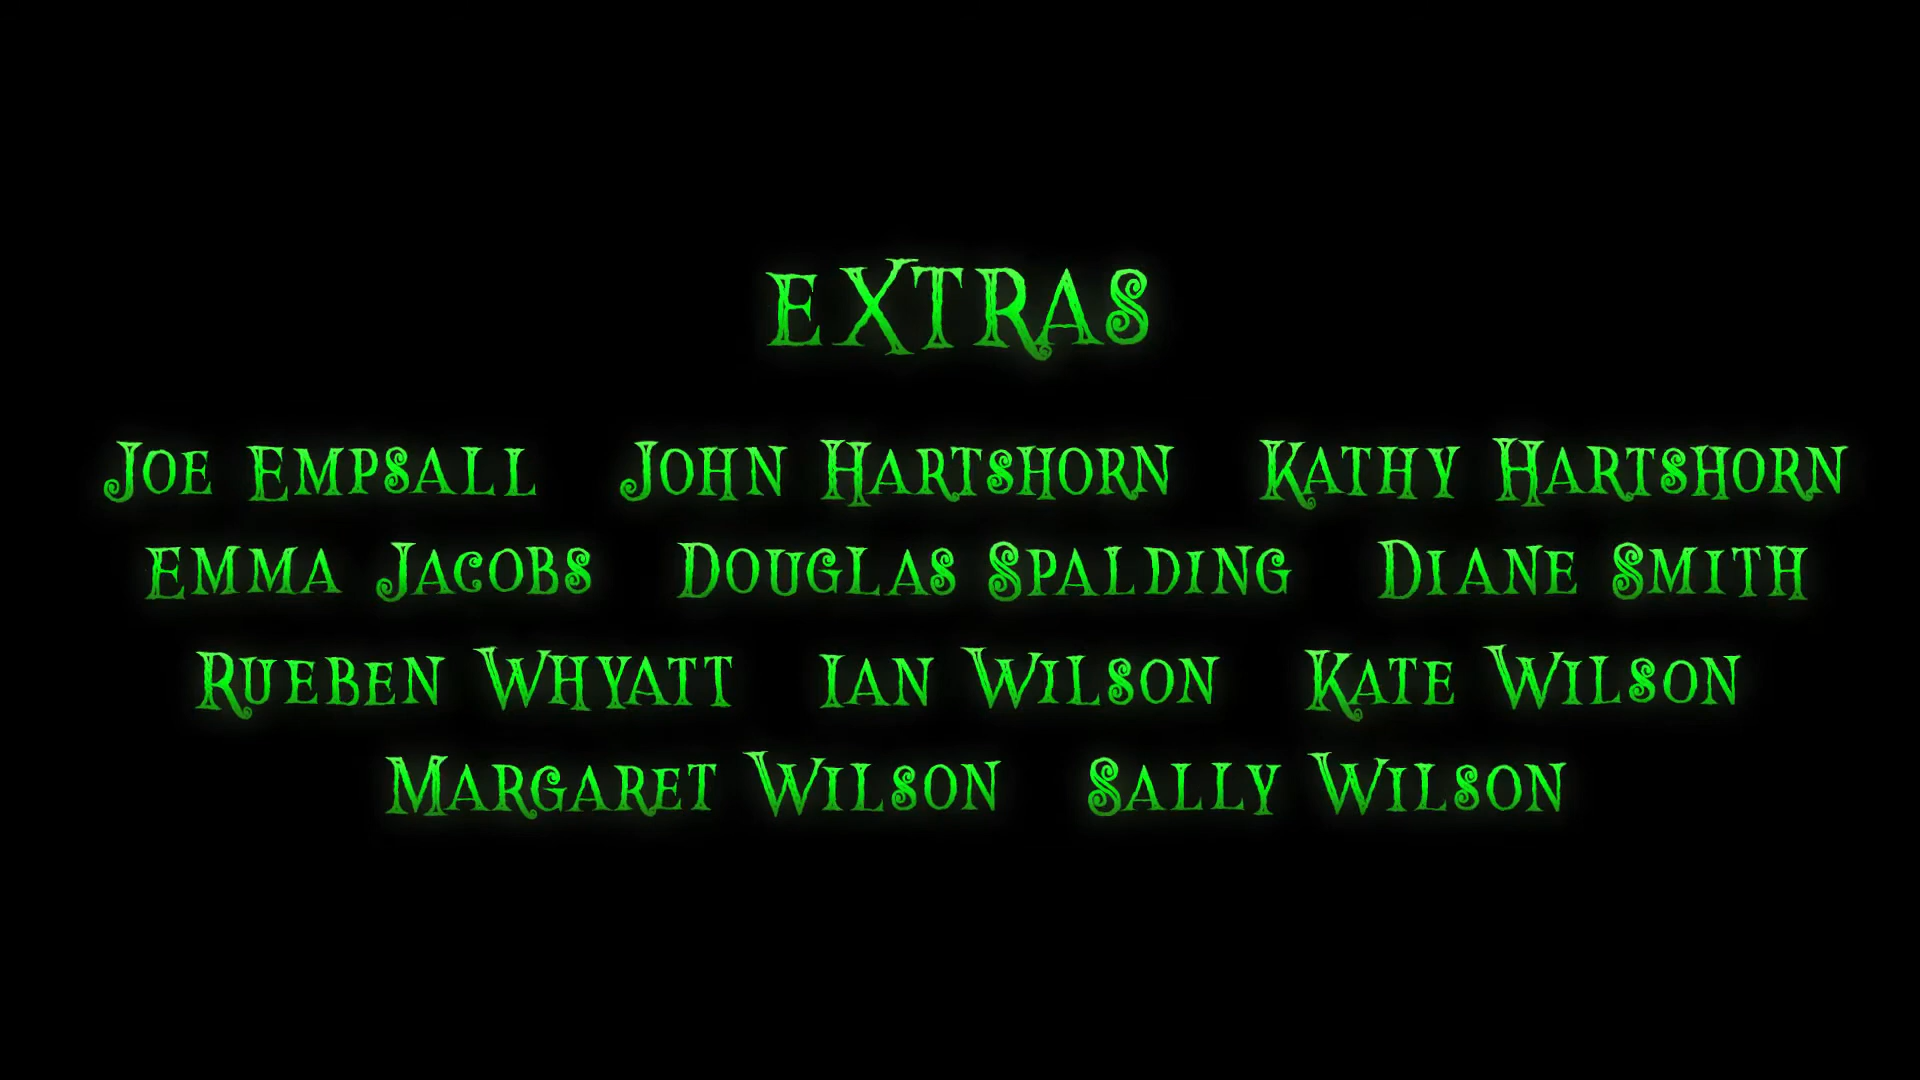 EXTRAS
Joe Empsall John Hartshorn Kathy Hartshorn
Emma Jacobs Douglas Spalding Diane Smith
Rueben Whyatt Ian Wilson Kate Wilson
Margaret Wilson Sally Wilson